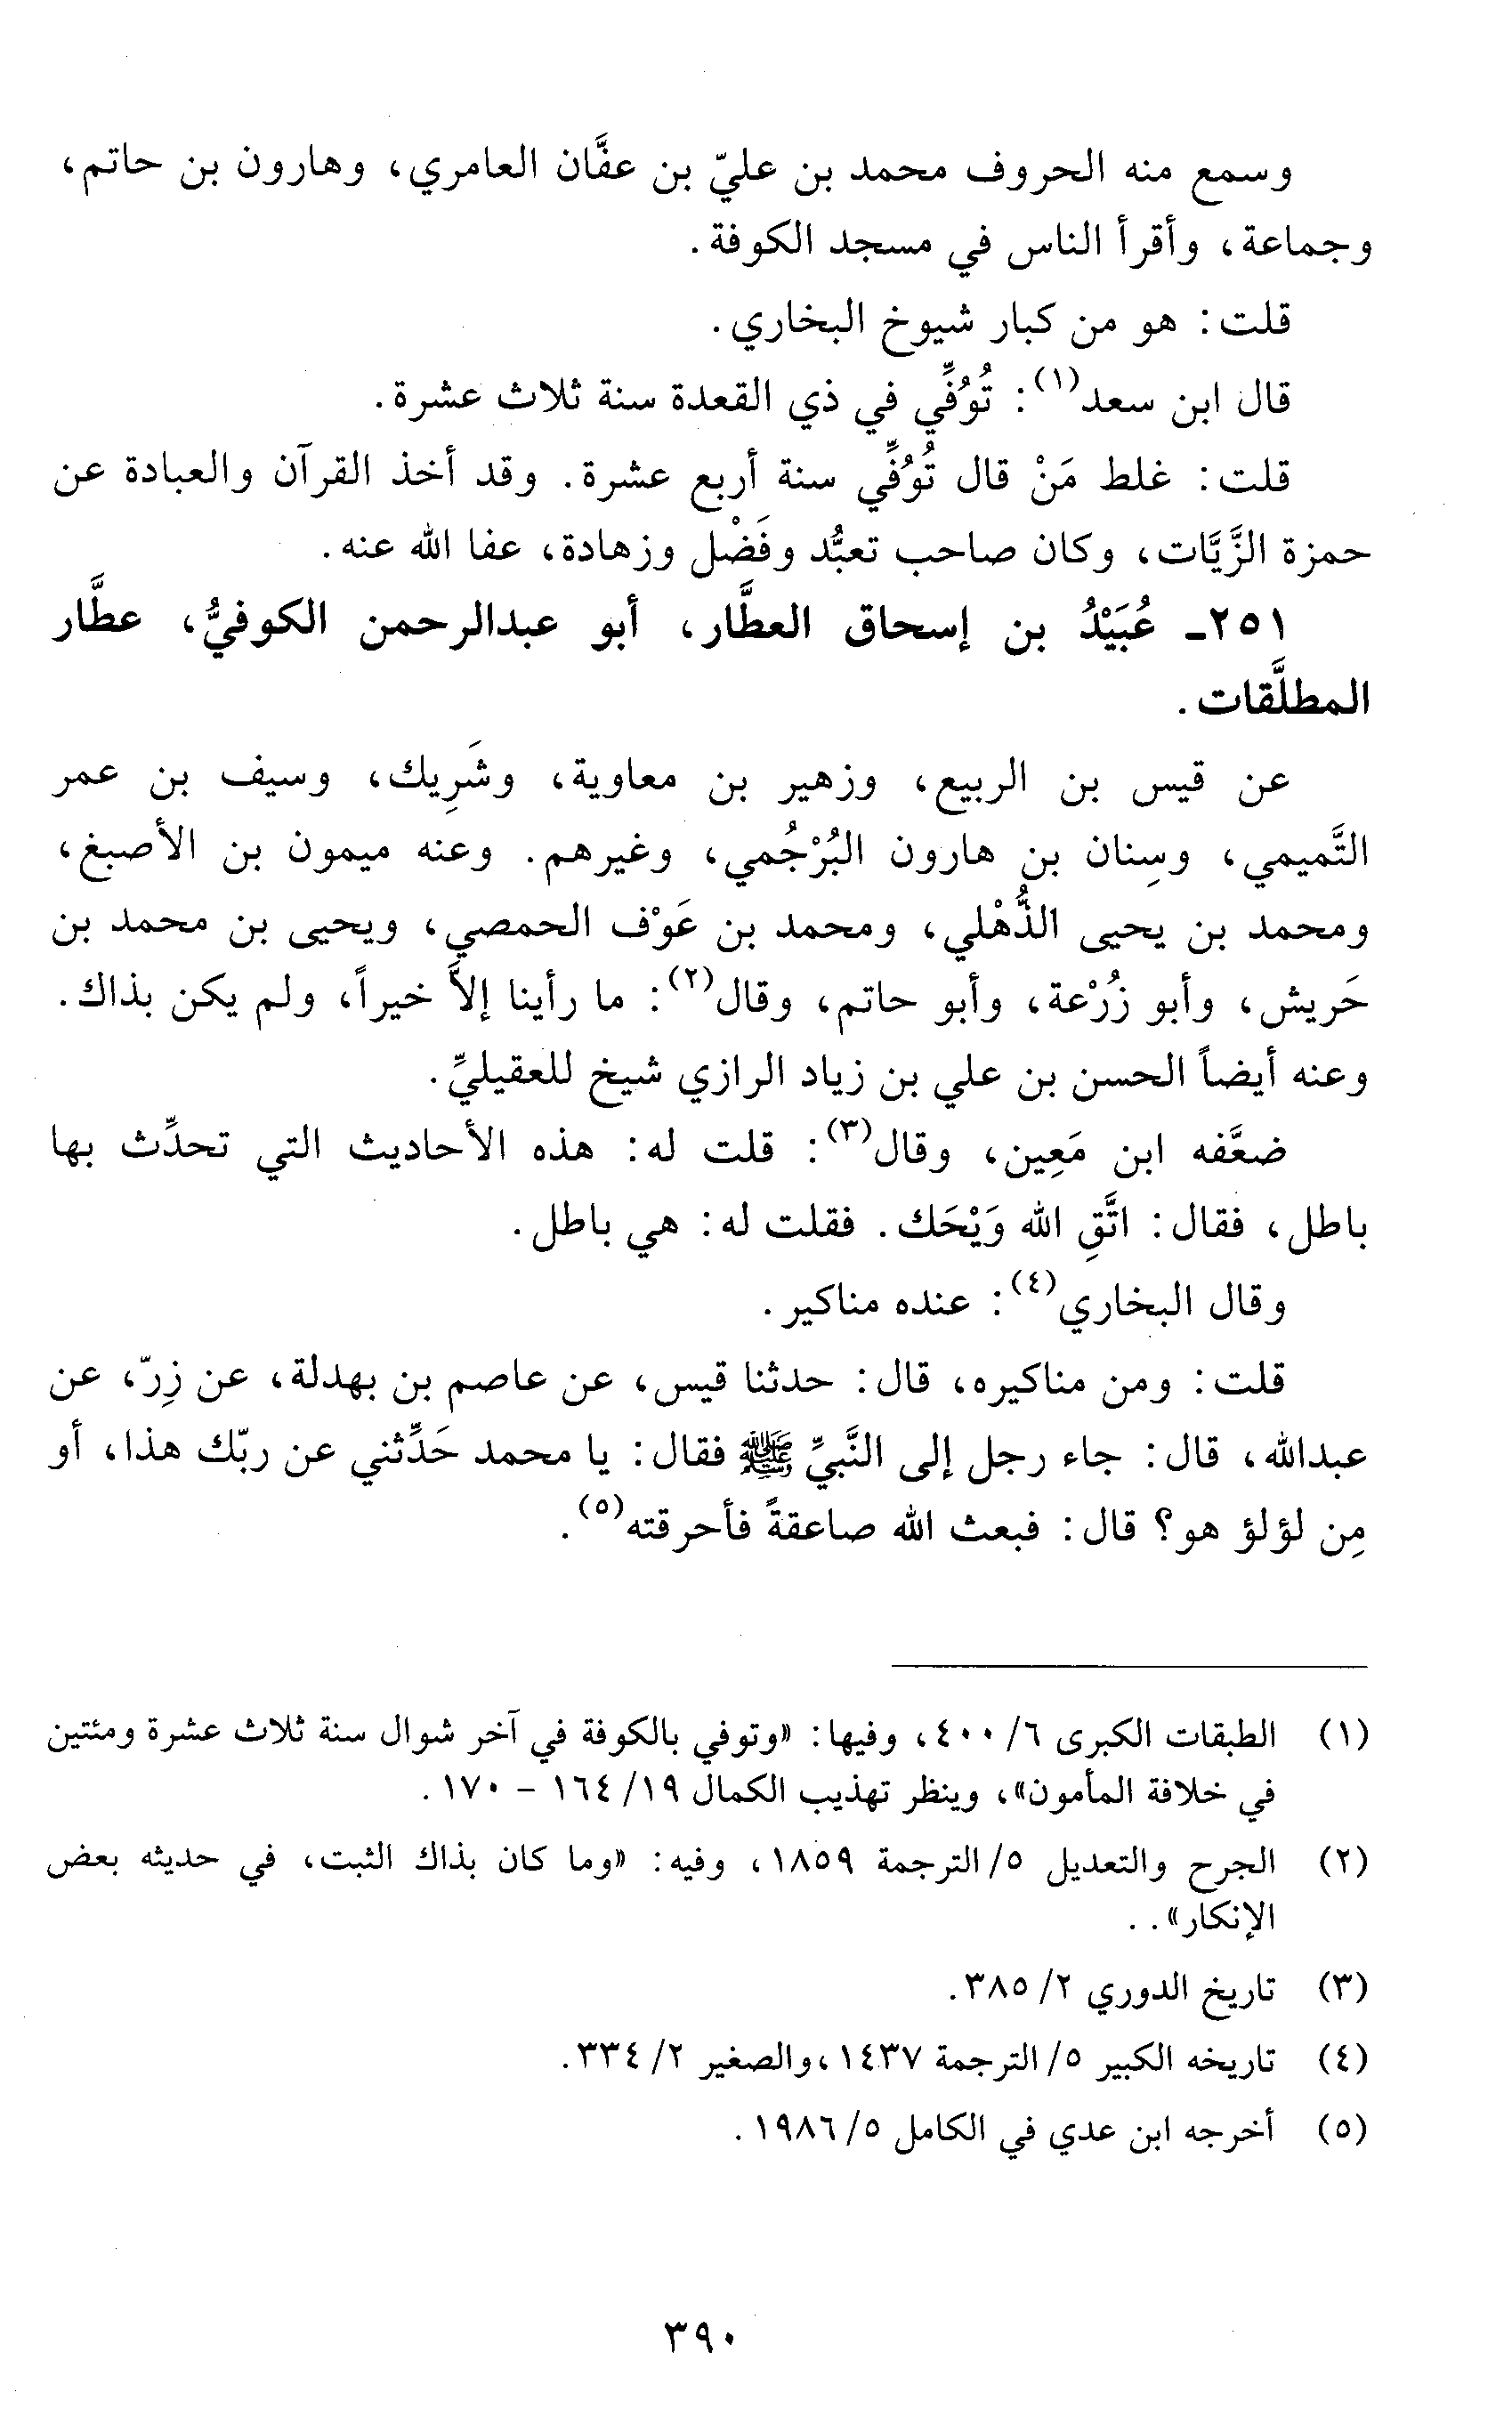 وسمع منه الحروف محمد بن عليّ بن عفَّان العامري، وهارون بن حاتم،
وجماعة، وأقرأ الناس في مسجد الكوفة.
قلت: هو من كبار شيوخ البخاري.
قال ابن سعد(١): تُوُفِّي في ذي القعدة سنة ثلاث عشرة.
قلت: غلط مَنْ قال تُوُفِّي سنة أربع عشرة. وقد أخذ القرآن والعبادة عن
حمزة الزَّيَّات، وكان صاحب تعبُّد وفَضْل وزهادة، عفا الله عنه.
٢٥١ـ عُبَيْدُ بن إسحاق العطَّار، أبو عبدالرحمن الكوفيُّ، عطَّار
المطلَّقات.
عن قيس بن الربيع، وزهير بن معاوية، وشَرِيك، وسيف بن عمر
التَّميمي، وسِنان بن هارون البُرْجُمي، وغيرهم. وعنه ميمون بن الأصبغ،
ومحمد بن يحيى الذُّهْلي، ومحمد بن عَوْف الحمصي، ويحيى بن محمد بن
حَريش، وأبو زُرْعة، وأبو حاتم، وقال(٢): ما رأينا إلاَّ خيراً، ولم يكن بذاك.
وعنه أيضاً الحسن بن علي بن زياد الرازي شيخ للعقيليِّ.
ضعَّفه ابن مَعِين، وقال(٣): قلت له: هذه الأحاديث التي تحدِّث بها
باطل، فقال: اتَّقِ الله وَيْحَك. فقلت له: هي باطل.
وقال البخاري(٤): عنده مناكير.
قلت: ومن مناكيره، قال: حدثنا قيس، عن عاصم بن بهدلة، عن زِرّ، عن
عبدالله، قال: جاء رجل إلى النَّبيِّ ﷺ فقال: يا محمد حَدِّثني عن ربّك هذا، أو
مِن لؤلؤ هو؟ قال: فبعث الله صاعقةً فأحرقته(٥).
(١) الطبقات الكبرى ٦/ ٤٠٠، وفيها: «وتوفي بالكوفة في آخر شوال سنة ثلاث عشرة ومئتين
في خلافة المأمون»، وينظر تهذيب الكمال ١٩/ ١٦٤ - ١٧٠.
(٢) الجرح والتعديل ٥/ الترجمة ١٨٥٩، وفيه: «وما كان بذاك الثبت، في حديثه بعض
الإنكار»..
(٣) تاريخ الدوري ٢/ ٣٨٥.
(٤) تاريخه الكبير ٥/ الترجمة ١٤٣٧، والصغير ٢/ ٣٣٤.
(٥) أخرجه ابن عدي في الكامل ٥/ ١٩٨٦.
٣٩٠